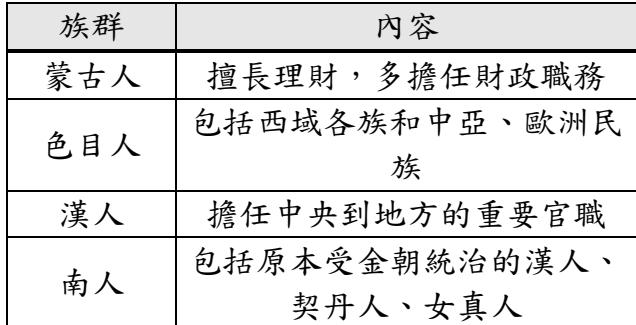 族群 內容
蒙古人 擅長理財，多擔任財政職務
色目人 包括西域各族和中亞、歐洲民
族
漢人 擔任中央到地方的重要官職
南人 包括原本受金朝統治的漢人、
契丹人、女真人